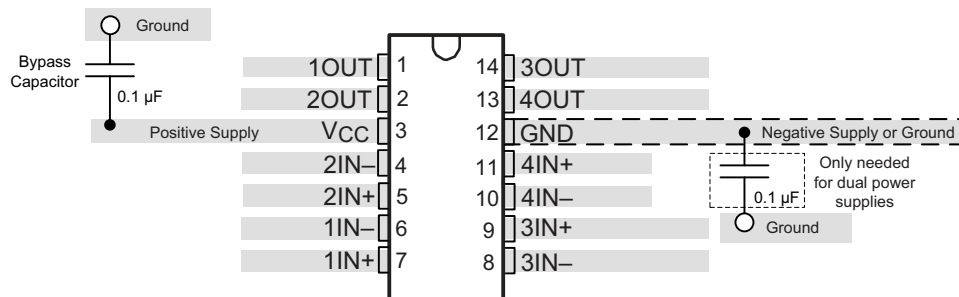 Ground
Bypass
Capacitor
0.1 µF
Positive Supply
1OUT 1
2OUT 2
VCC 3
2IN– 4
2IN+ 5
1IN– 6
1IN+ 7
14 3OUT
13 4OUT
12 GND
11 4IN+
10 4IN–
9 3IN+
8 3IN–
Negative Supply or Ground
Only needed
for dual power
supplies
0.1 µF
Ground